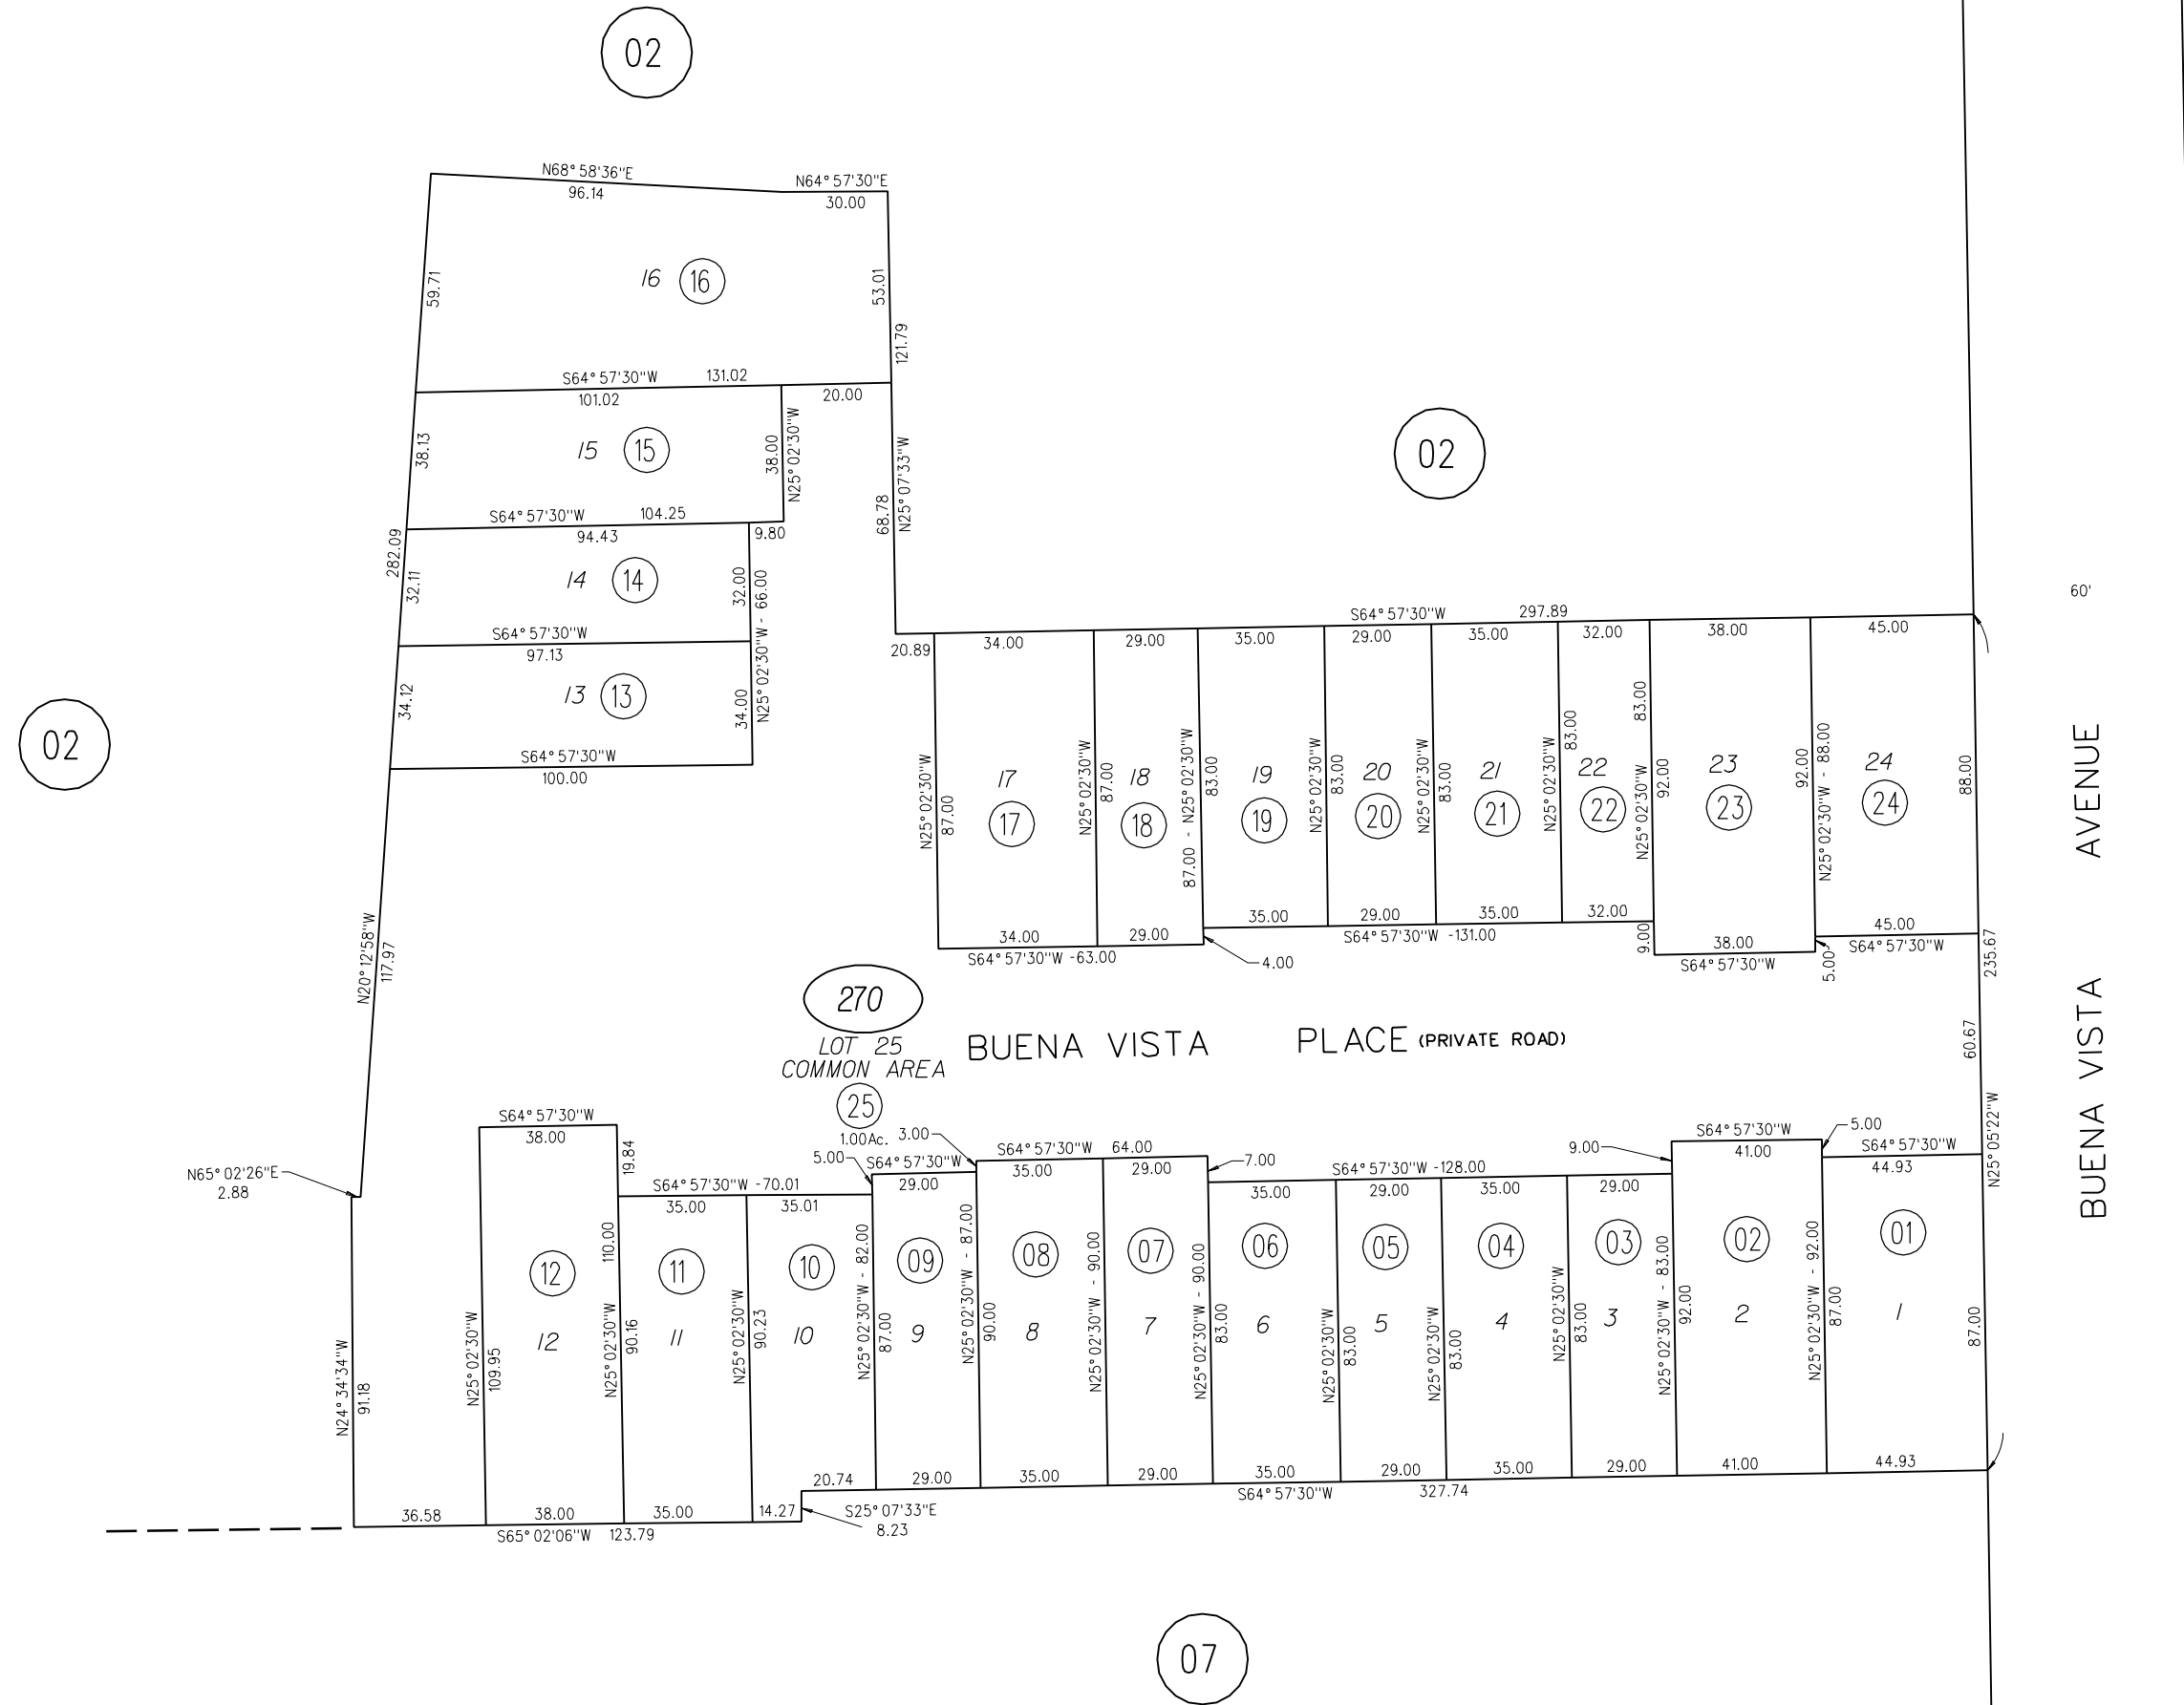 02
N68°58'36"E
96.14
N64°57'30"E
30.00
59.71
16
16
53.01
121.79
S64°57'30"W 131.02
101.02
20.00
38.13
15
15
38.00
N25°02'30"W
68.78
N25°07'33"W
S64°57'30"W 104.25
94.43
9.80
282.09
32.11
14
14
32.00
N25°02'30"W - 66.00
S64°57'30"W
97.13
34.12
13
13
34.00
S64°57'30"W
100.00
02
02
60'
S64°57'30"W 297.89
20.89
34.00
29.00
35.00
29.00
35.00
32.00
38.00
45.00
N25°02'30"W
87.00
17
17
N25°02'30"W
87.00
18
18
87.00 - N25°02'30"W
83.00
19
19
N25°02'30"W
83.00
20
20
N25°02'30"W
83.00
21
21
N25°02'30"W
83.00
22
22
83.00
N25°02'30"W
92.00
23
23
92.00
N25°02'30"W - 88.00
24
24
88.00
34.00
29.00
35.00
29.00
35.00
32.00
9.00
38.00
45.00
S64°57'30"W -63.00
4.00
S64°57'30"W -131.00
S64°57'30"W
5.00
S64°57'30"W
235.67
60.67
N25°05'22"W
BUENA VISTA AVENUE
N20°12'58"W
117.97
270
LOT 25
COMMON AREA
25
1.00Ac.
BUENA VISTA PLACE (PRIVATE ROAD)
N65°02'26"E
2.88
S64°57'30"W
38.00
19.84
S64°57'30"W -70.01
35.00
35.01
5.00
S64°57'30"W
29.00
3.00
S64°57'30"W 64.00
35.00
29.00
7.00
S64°57'30"W -128.00
35.00
29.00
35.00
29.00
9.00
S64°57'30"W
41.00
5.00
S64°57'30"W
44.93
N24°34'34"W
91.18
N25°02'30"W
109.95
12
12
110.00
N25°02'30"W
90.16
11
11
N25°02'30"W
90.23
10
10
N25°02'30"W - 82.00
87.00
09
9
N25°02'30"W - 87.00
90.00
08
8
N25°02'30"W - 90.00
07
7
N25°02'30"W - 90.00
83.00
06
6
N25°02'30"W
83.00
05
5
N25°02'30"W
83.00
04
4
N25°02'30"W
83.00
03
3
N25°02'30"W - 83.00
92.00
02
2
N25°02'30"W - 92.00
87.00
01
1
87.00
36.58
38.00
35.00
14.27
20.74
29.00
35.00
29.00
35.00
29.00
35.00
29.00
41.00
44.93
S65°02'06"W 123.79
S25°07'33"E
8.23
S64°57'30"W 327.74
07